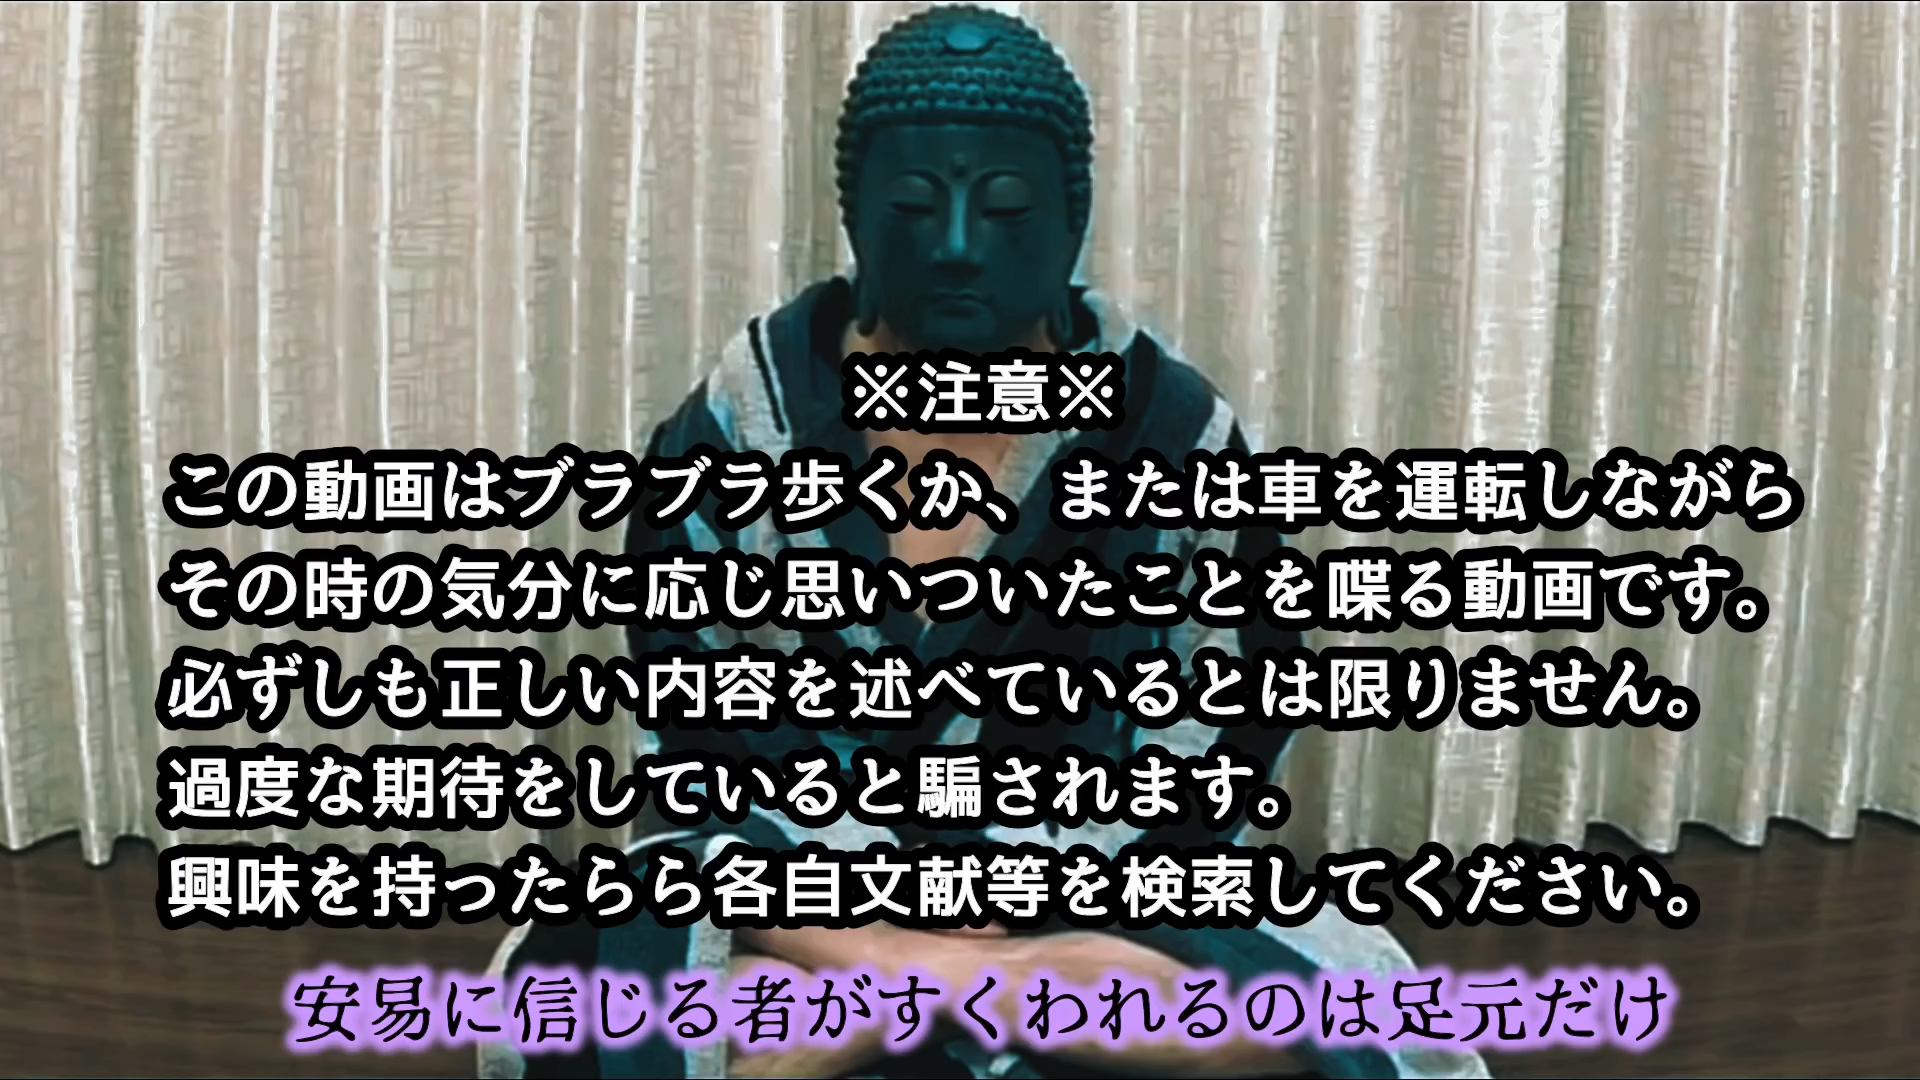 ※注意※
この動画はブラブラ歩くか、または車を運転しながら
その時の気分に応じ思いついたことを喋る動画です。
必ずしも正しい内容を述べているとは限りません。
過度な期待をしていると騙されます。
興味を持ったらら各自文献等を検索してください。
安易に信じる者がすくわれるのは足元だけ